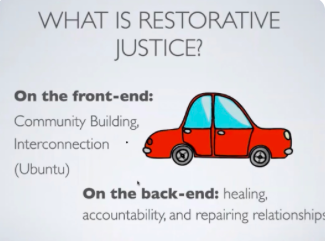 WHAT IS RESTORATIVE
JUSTICE?
On the front-end:
Community Building,
Interconnection
(Ubuntu)
On the back-end: healing,
accountability, and repairing relationships